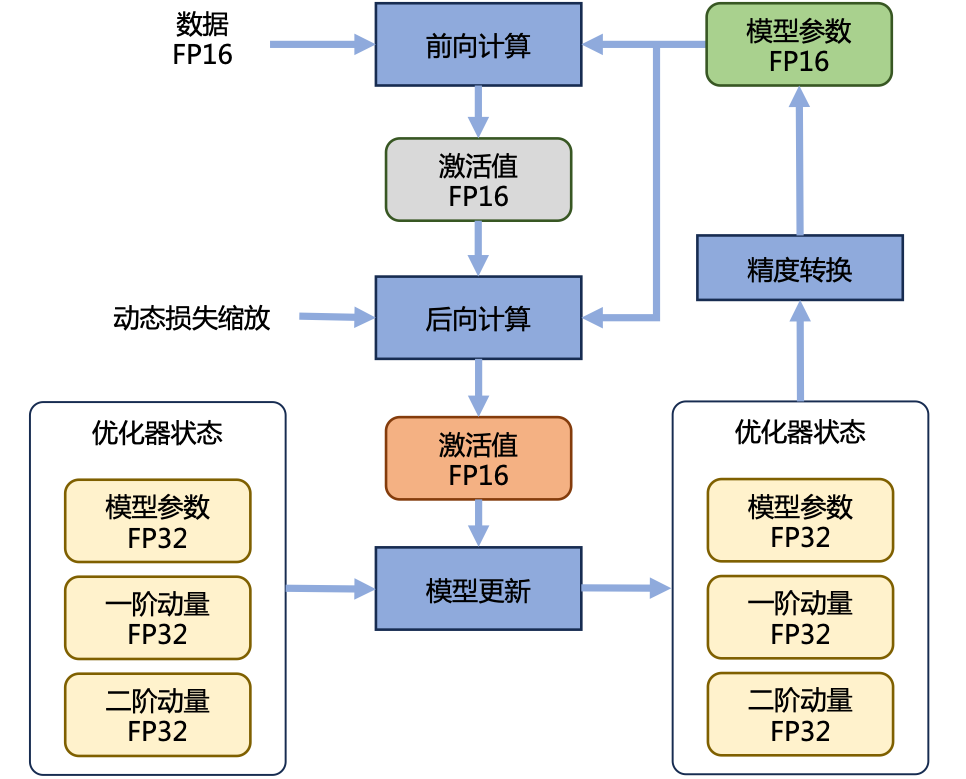 数据
FP16
前向计算
模型参数
FP16
激活值
FP16
精度转换
动态损失缩放
后向计算
激活值
FP16
优化器状态
模型参数
FP32
一阶动量
FP32
二阶动量
FP32
模型更新
优化器状态
模型参数
FP32
一阶动量
FP32
二阶动量
FP32